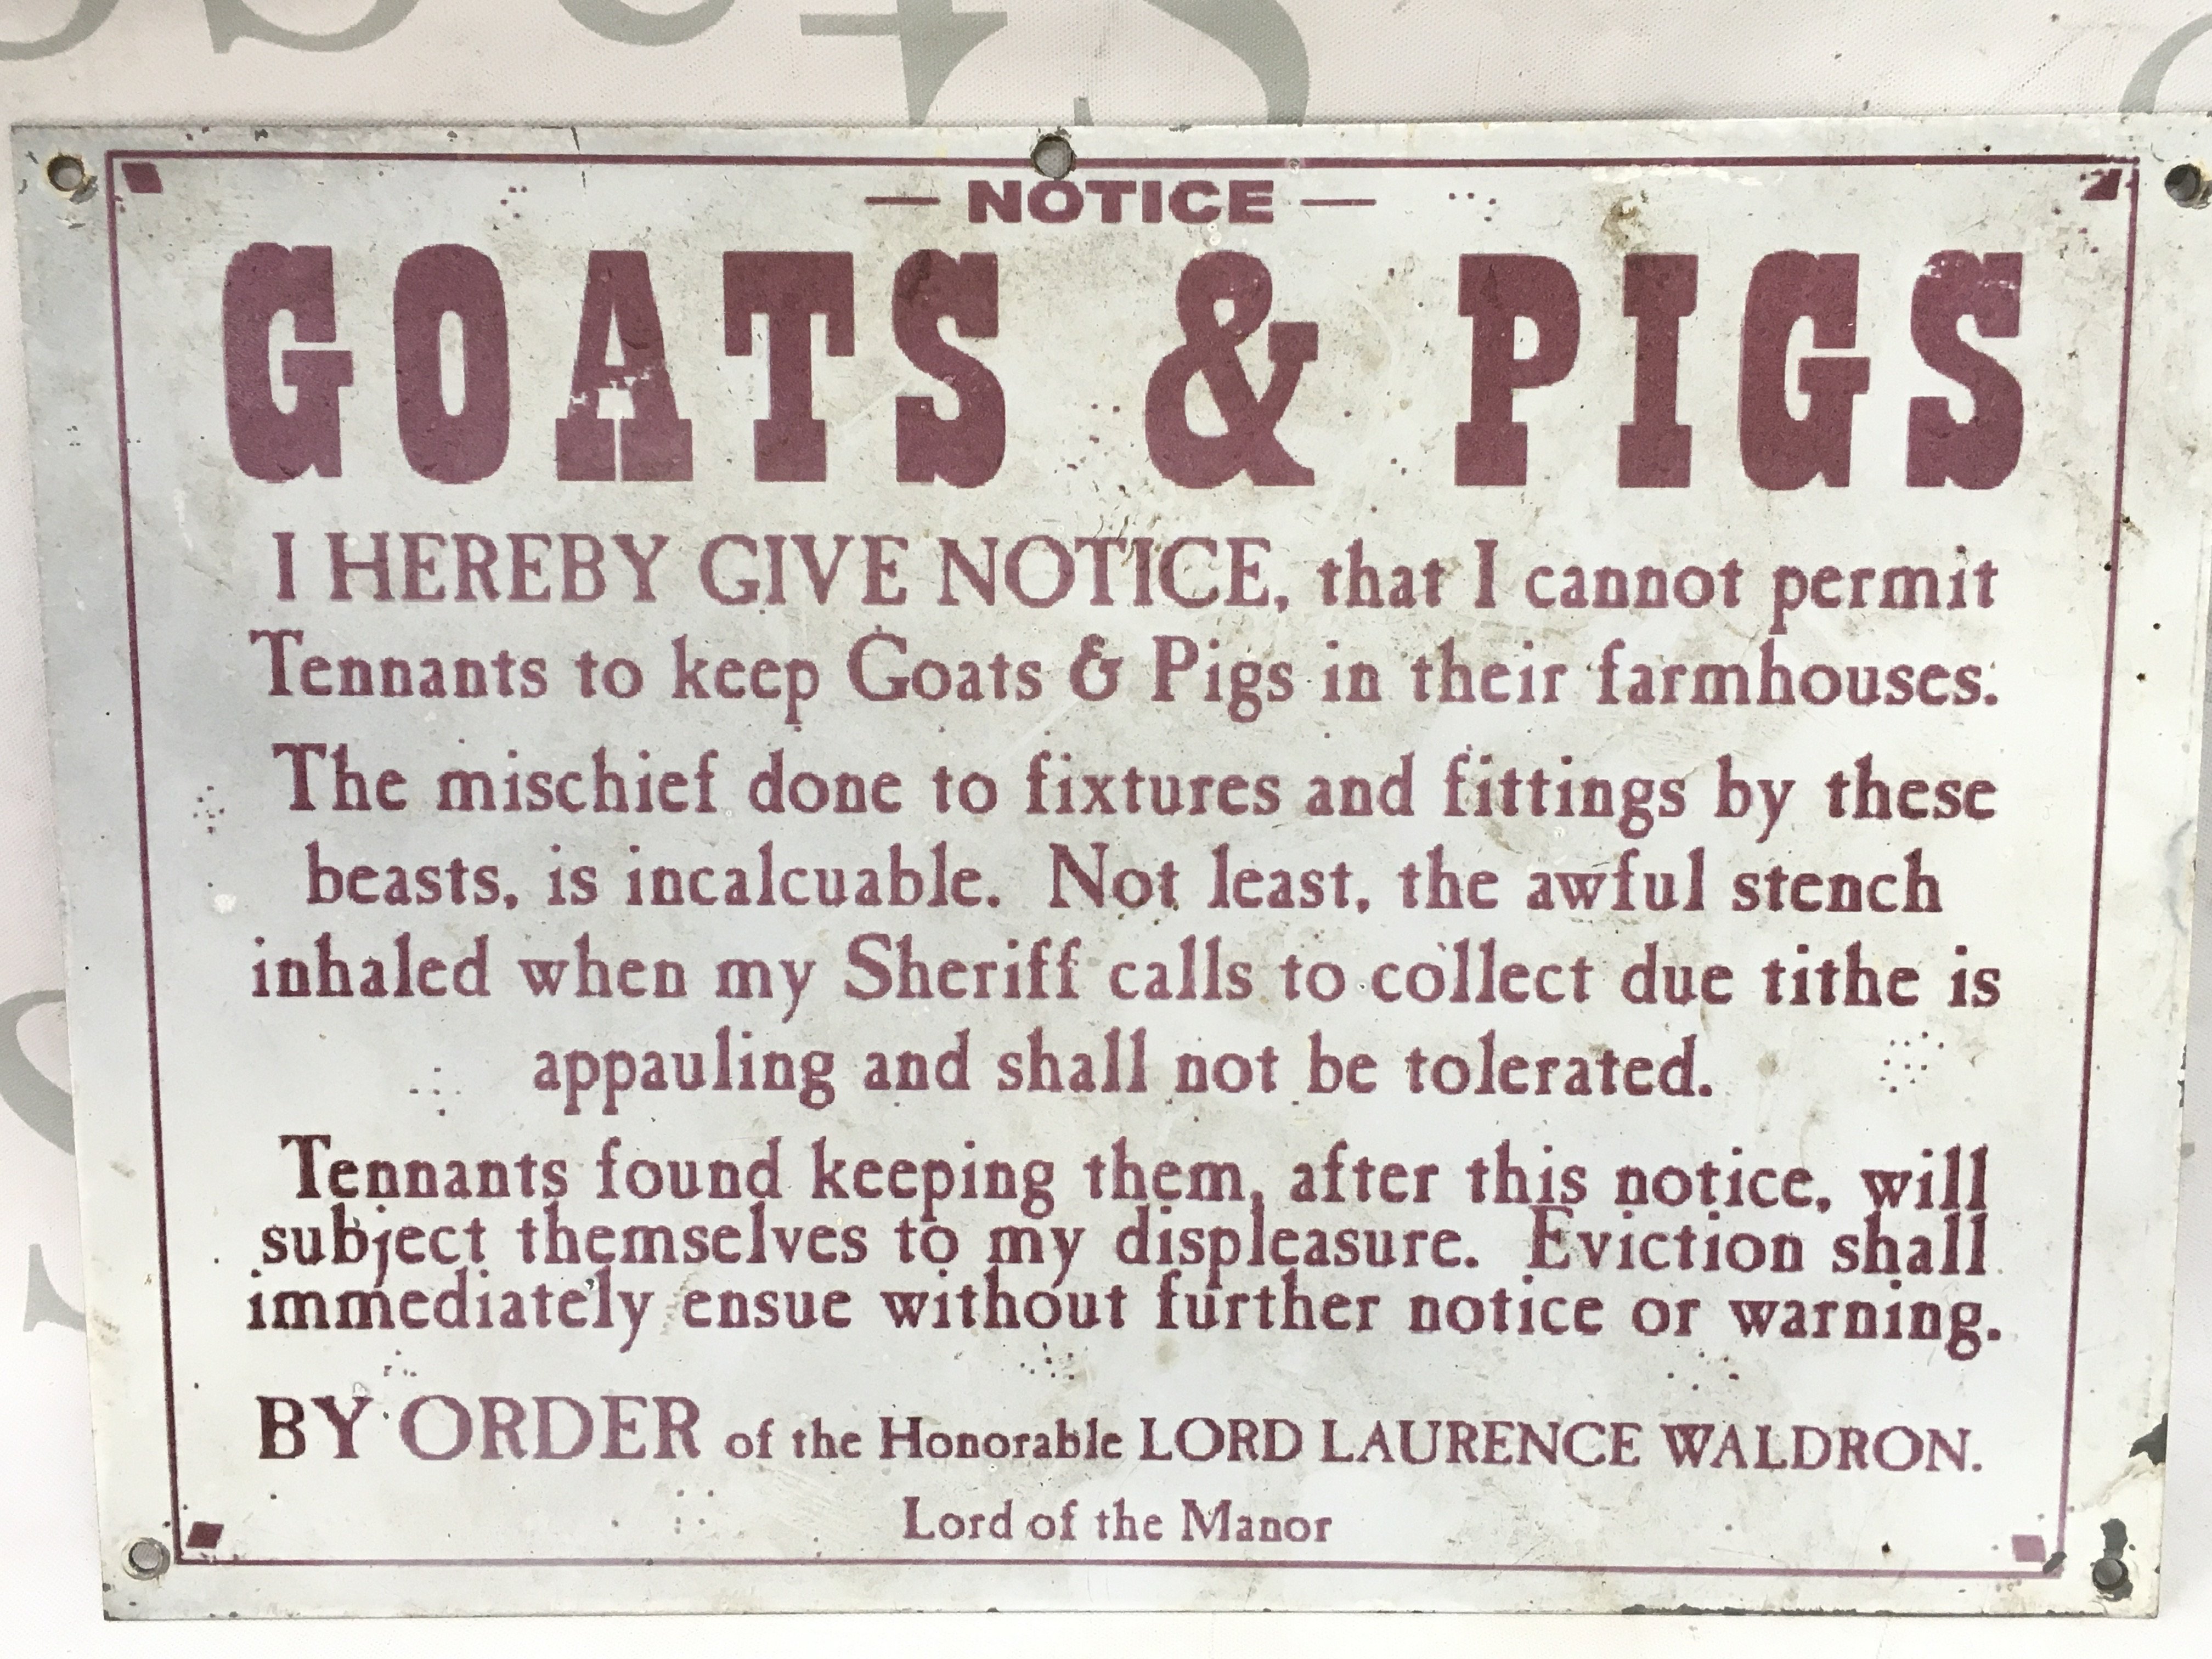 — NOTICE —
GOATS & PIGS
I HEREBY GIVE NOTICE, that I cannot permit
Tennants to keep Goats & Pigs in their farmhouses.
The mischief done to fixtures and fittings by these
beasts, is incalcuable. Not least, the awful stench
inhaled when my Sheriff calls to collect due tithe is
appauling and shall not be tolerated.
Tennants found keeping them, after this notice, will
subject themselves to my displeasure. Eviction shall
immediately ensue without further notice or warning.
BY ORDER of the Honorable LORD LAURENCE WALDRON.
Lord of the Manor